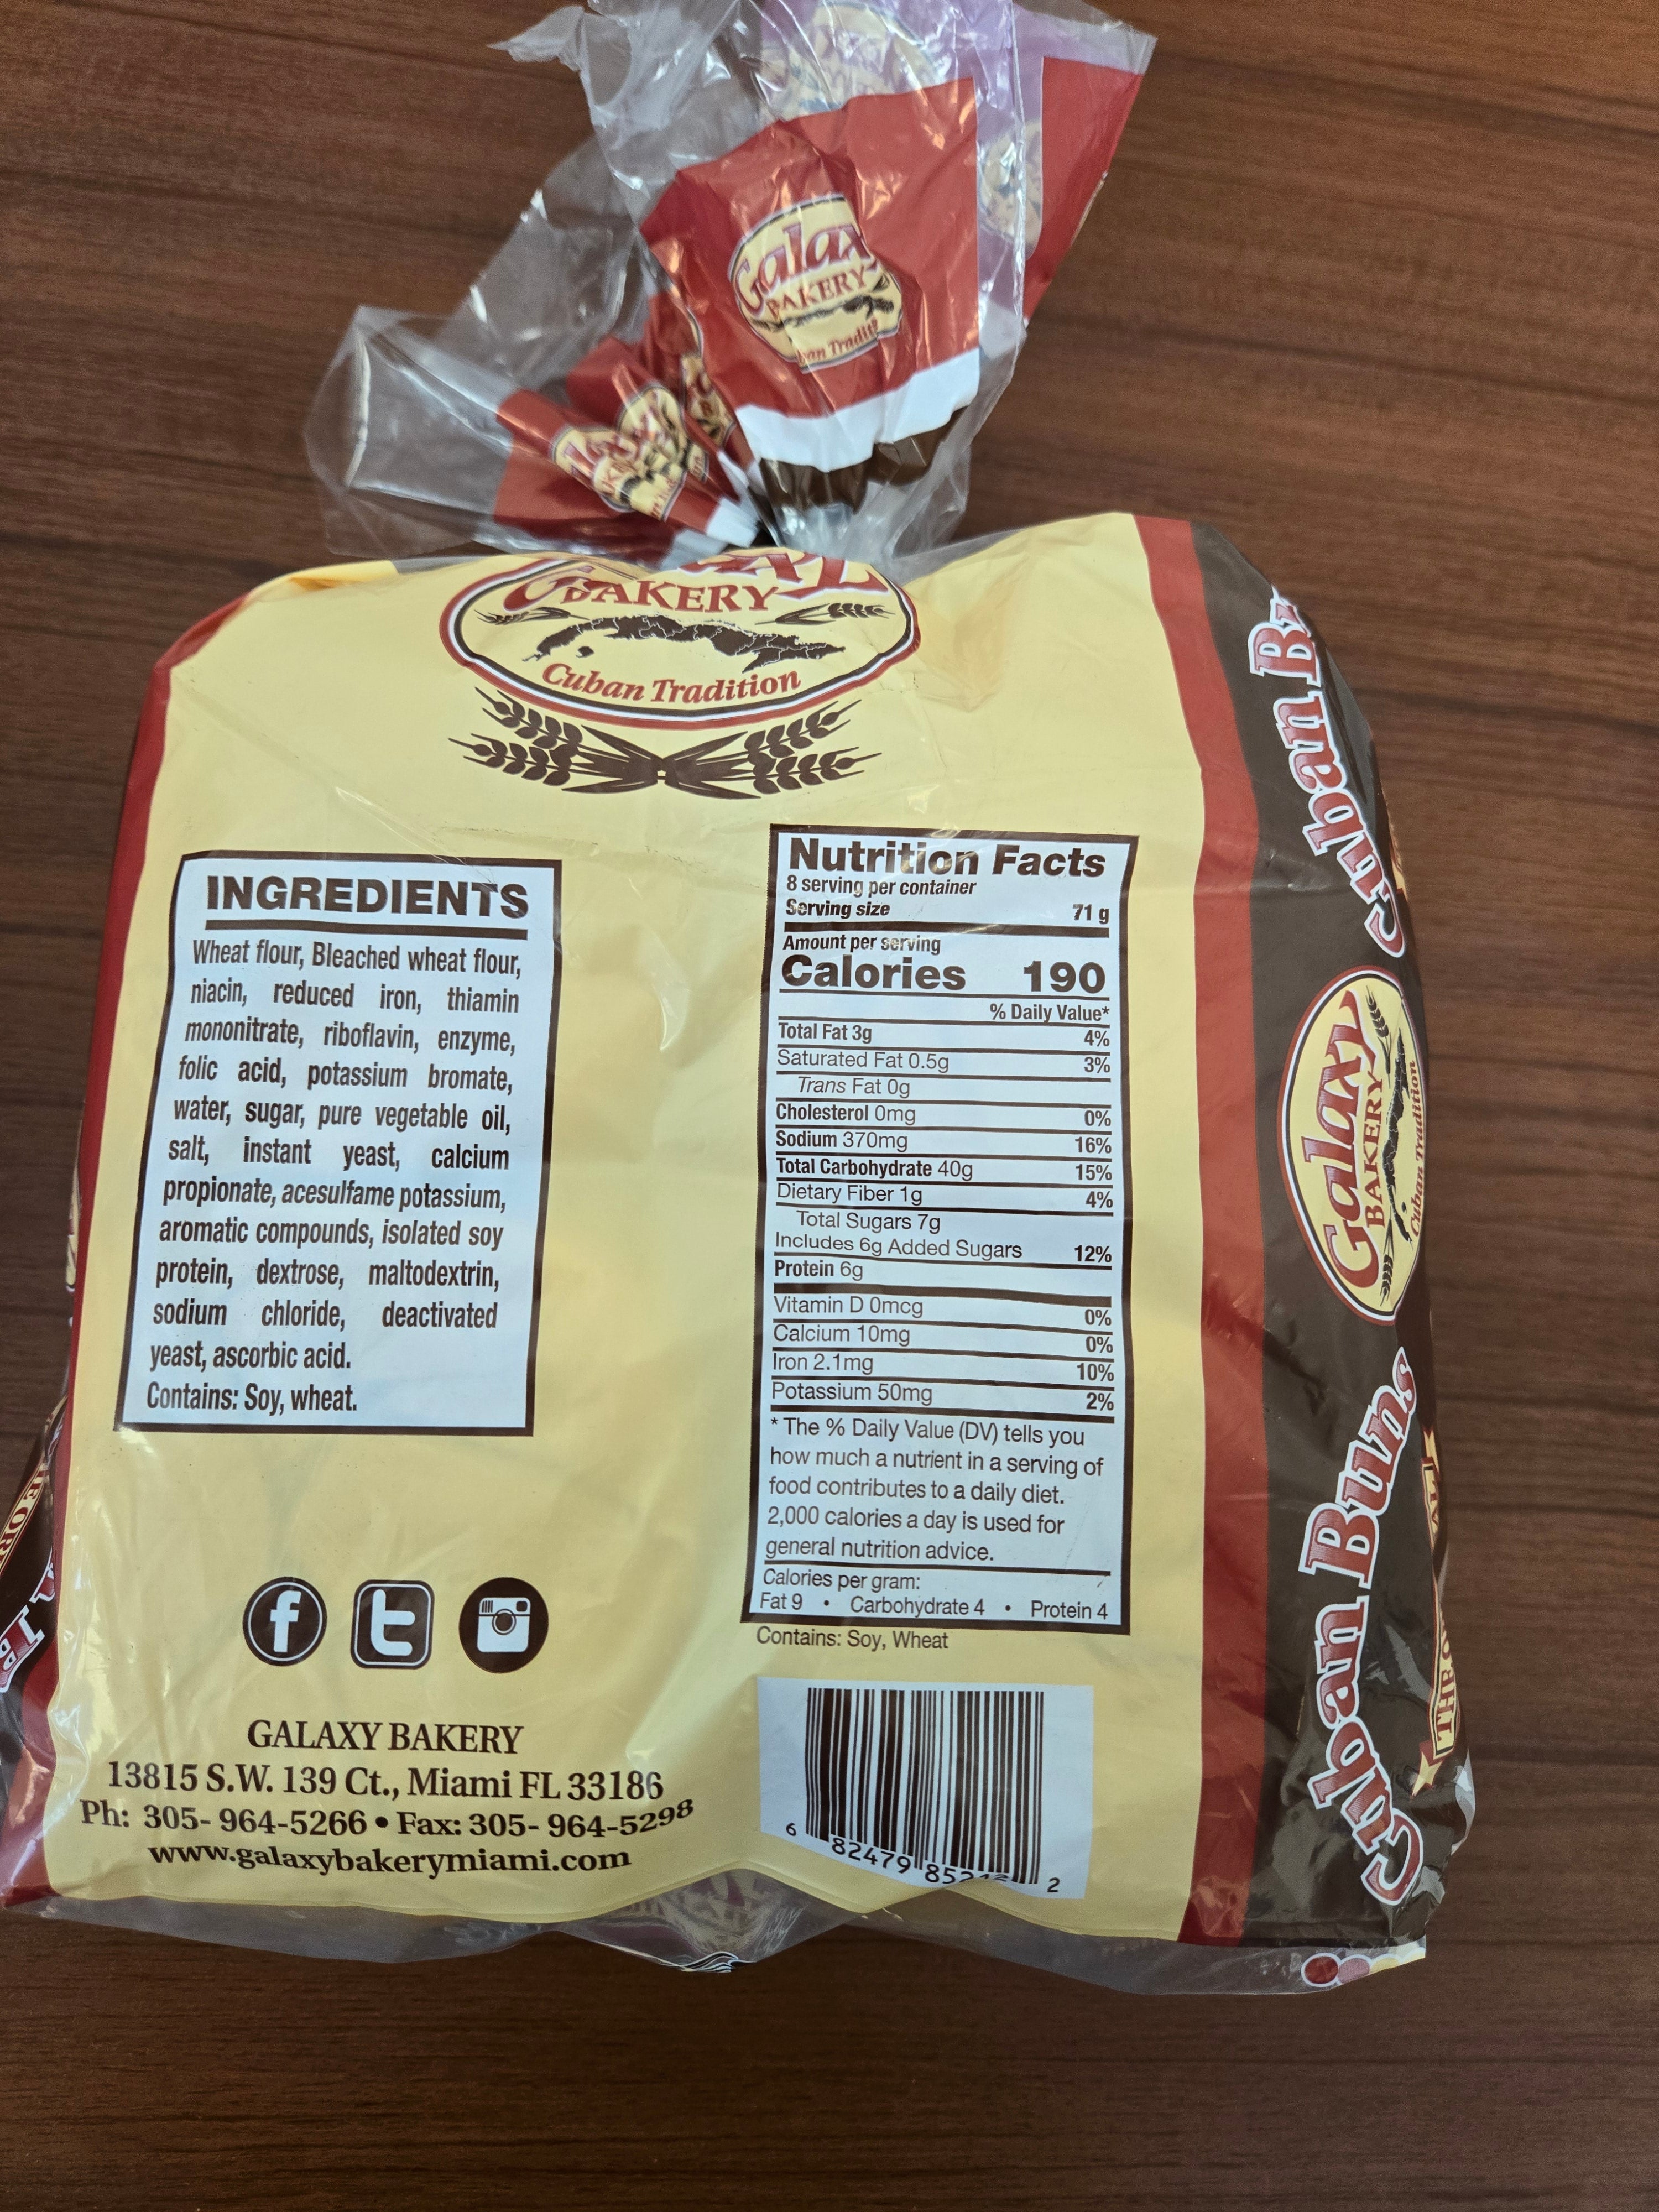 Galaxy
BAKERY
BAKERY
Cuban Tradition
INGREDIENTS
Wheat flour, Bleached wheat flour,
niacin, reduced iron, thiamin
mononitrate, riboflavin, enzyme,
folic acid, potassium bromate,
water, sugar, pure vegetable oil,
salt, instant yeast, calcium
propionate, acesulfame potassium,
aromatic compounds, isolated soy
protein, dextrose, maltodextrin,
sodium chloride, deactivated
yeast, ascorbic acid.
Contains: Soy, wheat.
Nutrition Facts
8 serving per container
Serving size 71 g
Amount per serving
Calories 190
% Daily Value*
Total Fat 3g 4%
Saturated Fat 0.5g 3%
Trans Fat 0g
Cholesterol 0mg 0%
Sodium 370mg 16%
Total Carbohydrate 40g 15%
Dietary Fiber 1g 4%
Total Sugars 7g
Includes 6g Added Sugars 12%
Protein 6g
Vitamin D 0mcg 0%
Calcium 10mg 0%
Iron 2.1mg 10%
Potassium 50mg 2%
* The % Daily Value (DV) tells you
how much a nutrient in a serving of
food contributes to a daily diet.
2,000 calories a day is used for
general nutrition advice.
Calories per gram:
Fat 9 • Carbohydrate 4 • Protein 4
Contains: Soy, Wheat
GALAXY BAKERY
13815 S.W. 139 Ct., Miami FL 33186
Ph: 305- 964-5266 • Fax: 305- 964-5298
www.galaxybakerymiami.com
6 82479 2
Cuban
Galaxy
BAKERY
Cuban Tradition
Cuban Buns